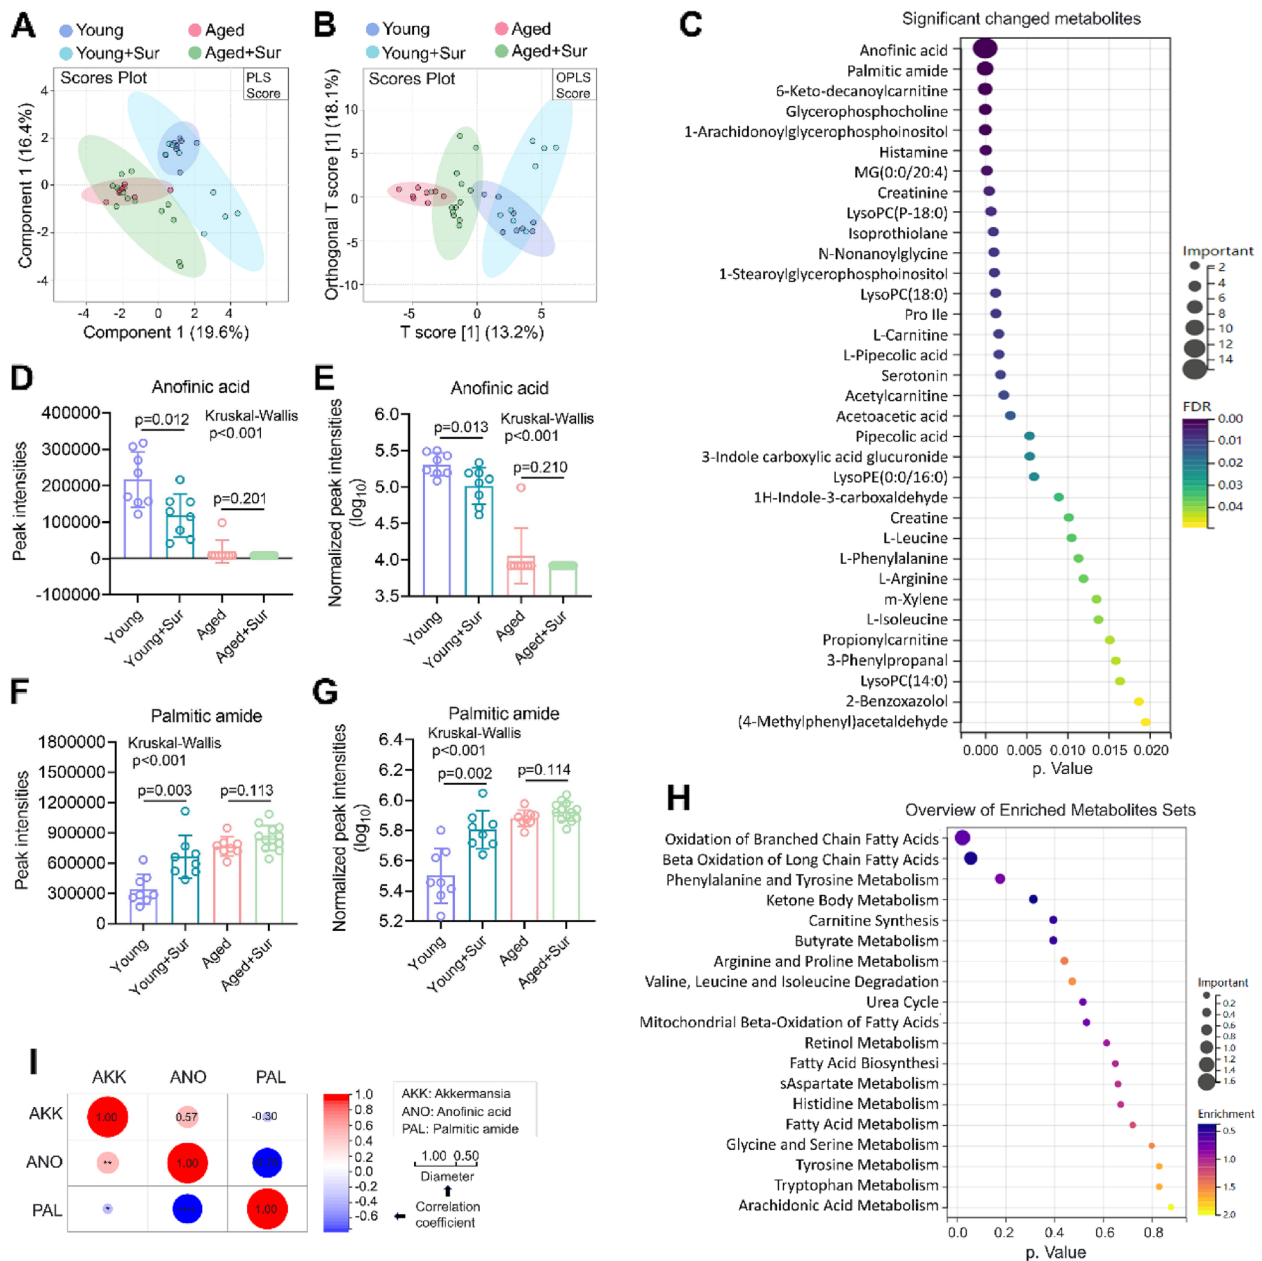 A
Young
Aged
Young+Sur
Aged+Sur
Scores Plot
PLS
Score
Component 1 (16.4%)
4
2
0
-2
-4
-4
-2
0
2
4
6
Component 1 (19.6%)
B
Young
Aged
Young+Sur
Aged+Sur
Scores Plot
OPLS
Score
Orthogonal T score [1] (18.1%)
10
5
0
-5
-10
-5
0
5
T score [1] (13.2%)
C
Significant changed metabolites
Anofinic acid
Palmitic amide
6-Keto-decanoylcarnitine
Glycerophosphocholine
1-Arachidonoylglycerophosphoinositol
Histamine
MG(0:0/20:4)
Creatinine
LysoPC(P-18:0)
Isoprothiolane
N-Nonanoylglycine
1-Stearoylglycerophosphoinositol
LysoPC(18:0)
Pro Ile
L-Carnitine
L-Pipecolic acid
Serotonin
Acetylcarnitine
Acetoacetic acid
Pipecolic acid
3-Indole carboxylic acid glucuronide
LysoPE(0:0/16:0)
1H-Indole-3-carboxaldehyde
Creatine
L-Leucine
L-Phenylalanine
L-Arginine
m-Xylene
L-Isoleucine
Propionylcarnitine
3-Phenylpropanal
LysoPC(14:0)
2-Benzoxazolol
(4-Methylphenyl)acetaldehyde
0.000 0.005 0.010 0.015 0.020
p. Value
Important
2
4
6
8
10
12
14
FDR
0.00
0.01
0.02
0.03
0.04
D
Anofinic acid
Peak intensities
400000
300000
200000
100000
0
-100000
p=0.012
Kruskal-Wallis
p<0.001
p=0.201
Young
Young+Sur
Aged
Aged+Sur
E
Anofinic acid
Normalized peak intensities
(log10)
6.0
5.5
5.0
4.5
4.0
3.5
p=0.013
Kruskal-Wallis
p<0.001
p=0.210
Young
Young+Sur
Aged
Aged+Sur
F
Palmitic amide
Peak intensities
1800000
1500000
1200000
900000
600000
300000
0
Kruskal-Wallis
p<0.001
p=0.003
p=0.113
Young
Young+Sur
Aged
Aged+Sur
G
Palmitic amide
Normalized peak intensities
(log10)
6.4
6.2
6.0
5.8
5.6
5.4
5.2
Kruskal-Wallis
p<0.001
p=0.002
p=0.114
Young
Young+Sur
Aged
Aged+Sur
H
Overview of Enriched Metabolites Sets
Oxidation of Branched Chain Fatty Acids
Beta Oxidation of Long Chain Fatty Acids
Phenylalanine and Tyrosine Metabolism
Ketone Body Metabolism
Carnitine Synthesis
Butyrate Metabolism
Arginine and Proline Metabolism
Valine, Leucine and Isoleucine Degradation
Urea Cycle
Mitochondrial Beta-Oxidation of Fatty Acids
Retinol Metabolism
Fatty Acid Biosynthesi
sAspartate Metabolism
Histidine Metabolism
Fatty Acid Metabolism
Glycine and Serine Metabolism
Tyrosine Metabolism
Tryptophan Metabolism
Arachidonic Acid Metabolism
0.0 0.2 0.4 0.6 0.8
p. Value
Important
0.2
0.4
0.6
0.8
1.0
1.2
1.4
1.6
Enrichment
0.5
1.0
1.5
2.0
I
AKK ANO PAL
AKK 1.00 0.57 -0.30
ANO ** 1.00
PAL * 1.00
1.0
0.8
0.6
0.4
0.2
0.0
-0.2
-0.4
-0.6
AKK: Akkermansia
ANO: Anofinic acid
PAL: Palmitic amide
1.00 0.50
Diameter
Correlation
coefficient